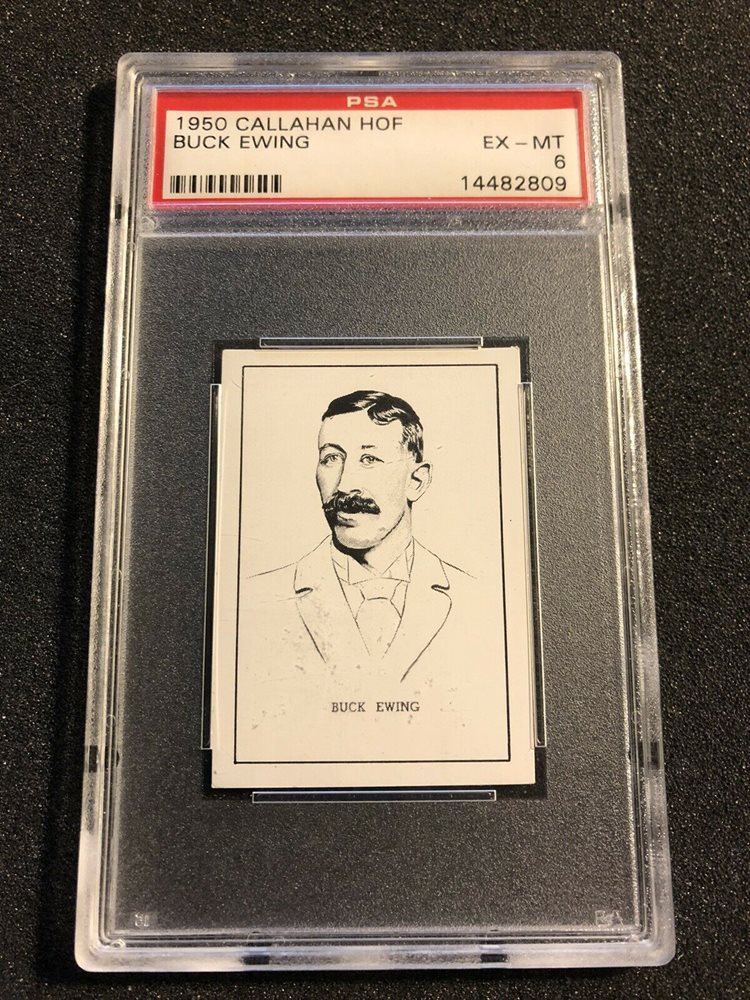 PSA
1950 CALLAHAN HOF
BUCK EWING EX - MT
6
14482809
BUCK EWING